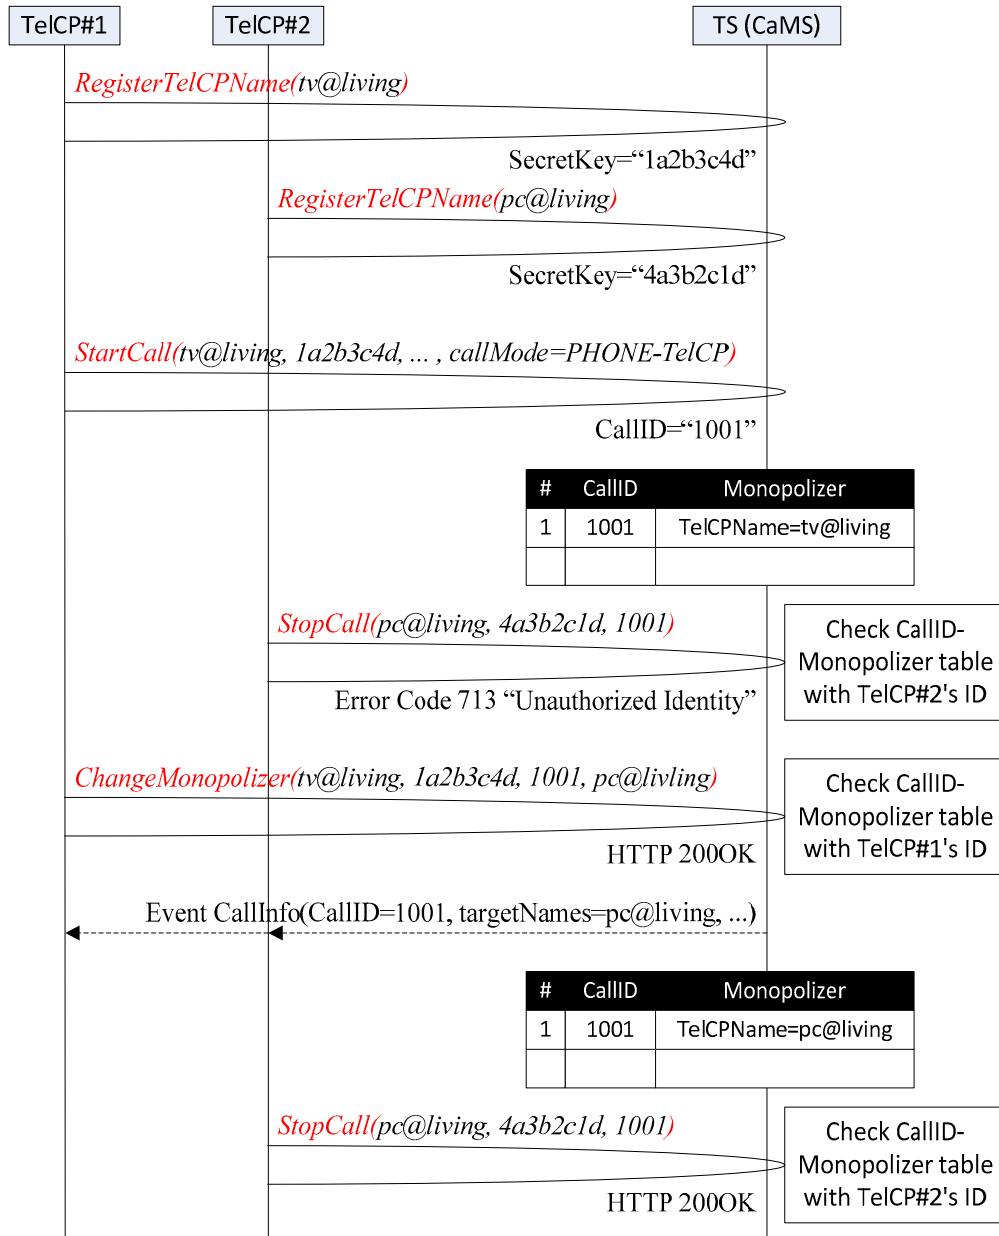 TelCP#1
TelCP#2
TS (CaMS)
RegisterTelCPName(tv@living)
SecretKey=“1a2b3c4d”
RegisterTelCPName(pc@living)
SecretKey=“4a3b2c1d”
StartCall(tv@living, 1a2b3c4d, ... , callMode=PHONE-TelCP)
CallID=“1001”
# CallID Monopolizer
1 1001 TelCPName=tv@living
StopCall(pc@living, 4a3b2c1d, 1001)
Check CallID-
Monopolizer table
with TelCP#2's ID
Error Code 713 “Unauthorized Identity”
ChangeMonopolizer(tv@living, 1a2b3c4d, 1001, pc@livling)
Check CallID-
Monopolizer table
with TelCP#1's ID
HTTP 200OK
Event CallInfo(CallID=1001, targetNames=pc@living, ...)
# CallID Monopolizer
1 1001 TelCPName=pc@living
StopCall(pc@living, 4a3b2c1d, 1001)
Check CallID-
Monopolizer table
with TelCP#2's ID
HTTP 200OK